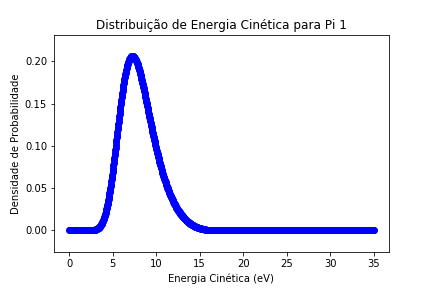 Distribuição de Energia Cinética para Pi 1
Densidade de Probabilidade
0.20
0.15
0.10
0.05
0.00
0 5 10 15 20 25 30 35
Energia Cinética (eV)